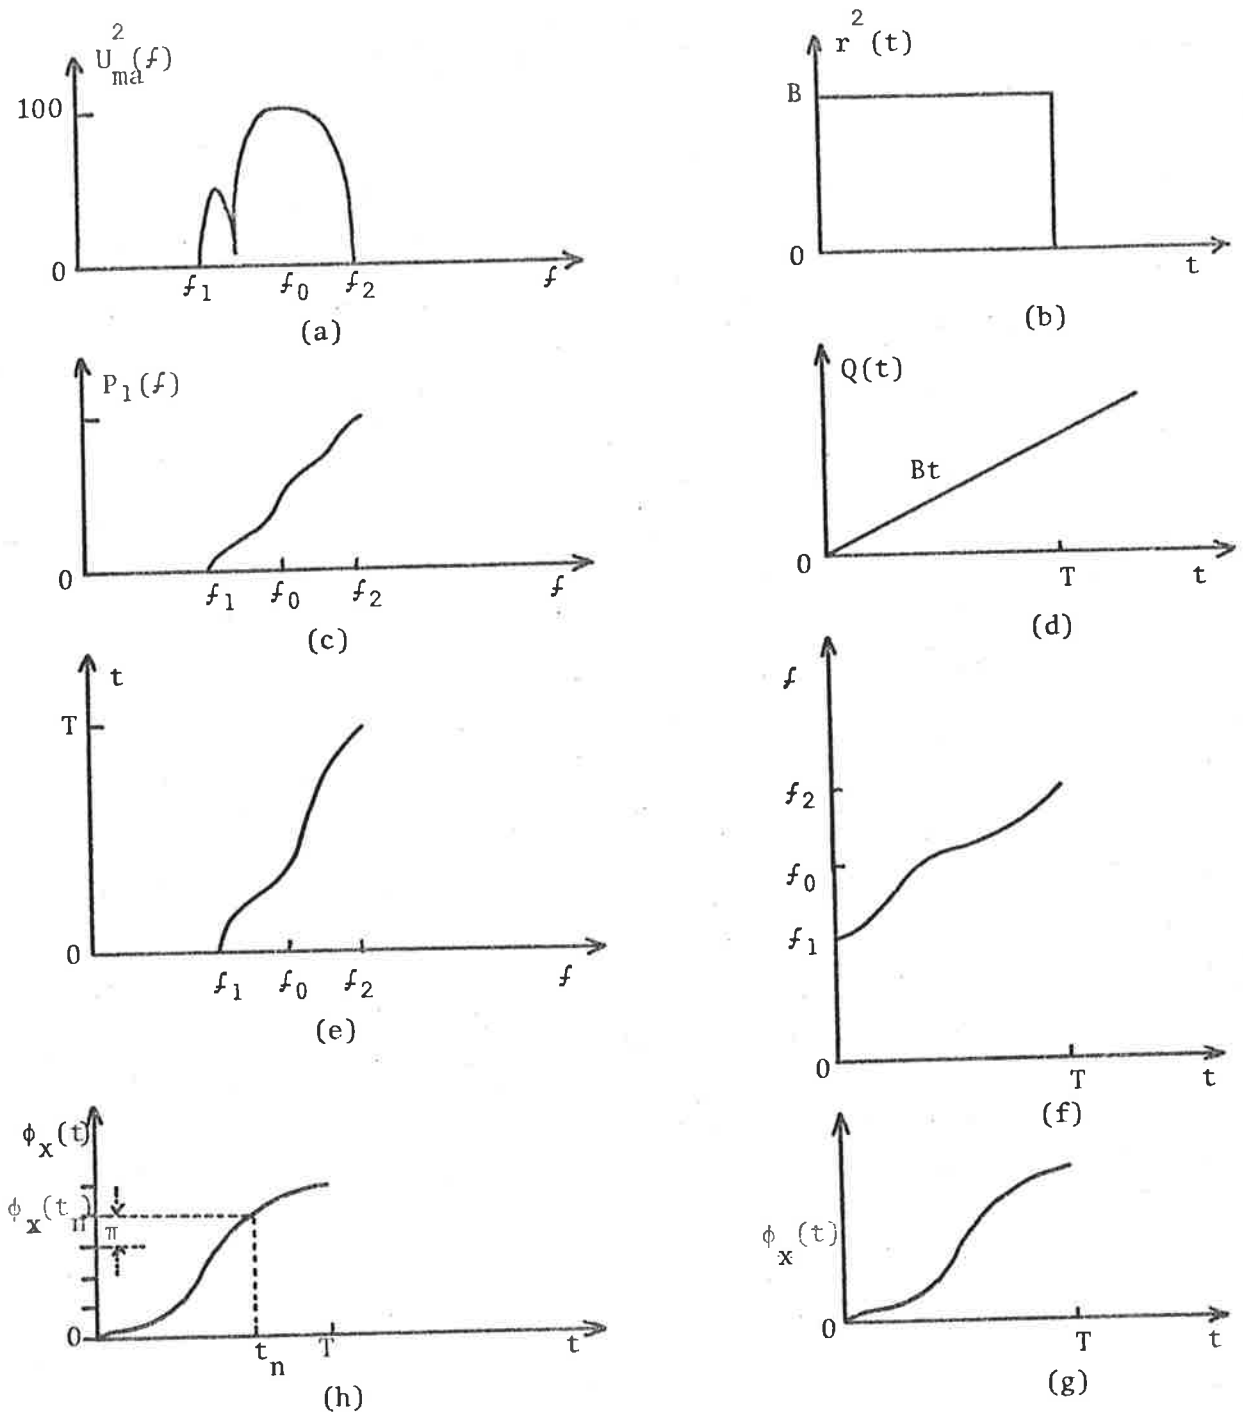 U²ma(f)
100
0
f1 f0 f2 f
(a)
r²(t)
B
0
t
(b)
P1(f)
0
f1 f0 f2 f
(c)
Q(t)
Bt
0
T t
(d)
t
T
0
f1 f0 f2 f
(e)
f
f2
f0
f1
0
T t
(f)
ϕx(t)
ϕx(tn)
π
0
tn T t
(h)
ϕx(t)
0
T t
(g)